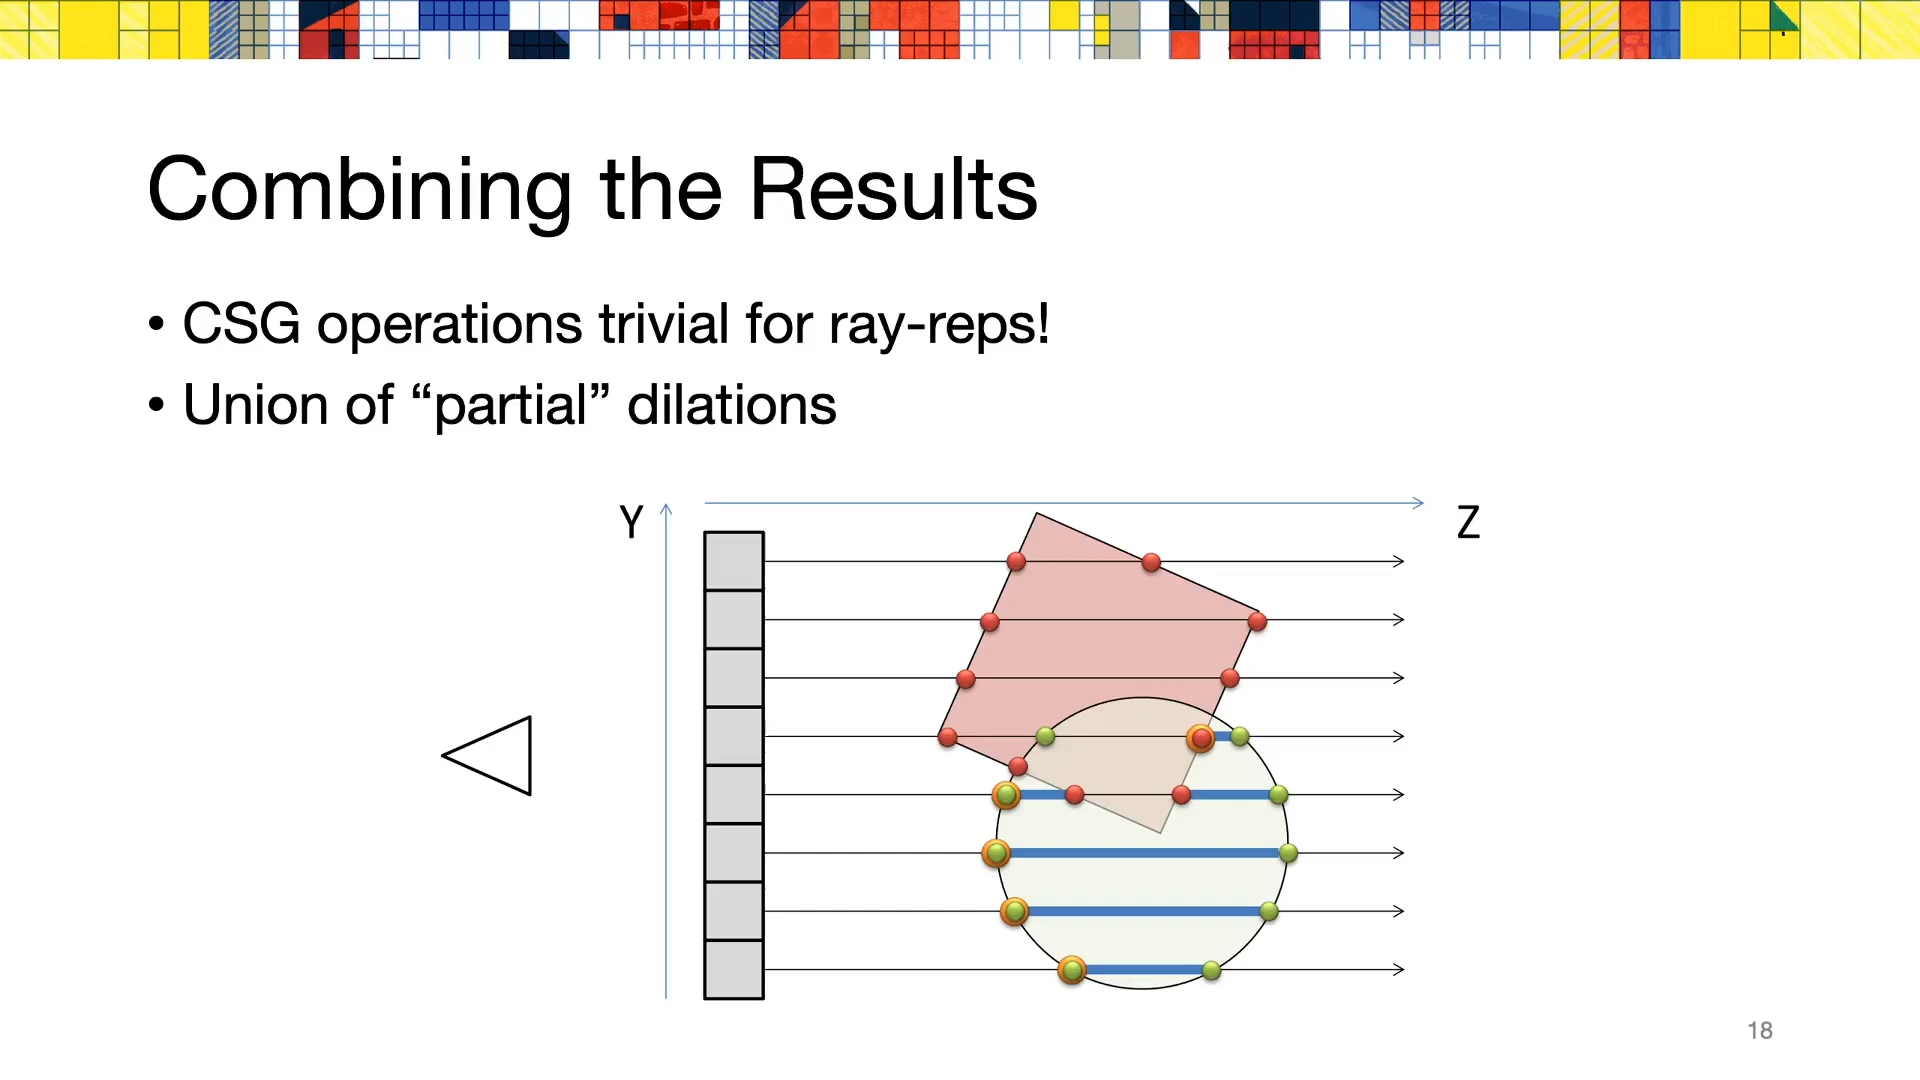 Combining the Results
• CSG operations trivial for ray-reps!
• Union of “partial” dilations
Y
Z
18